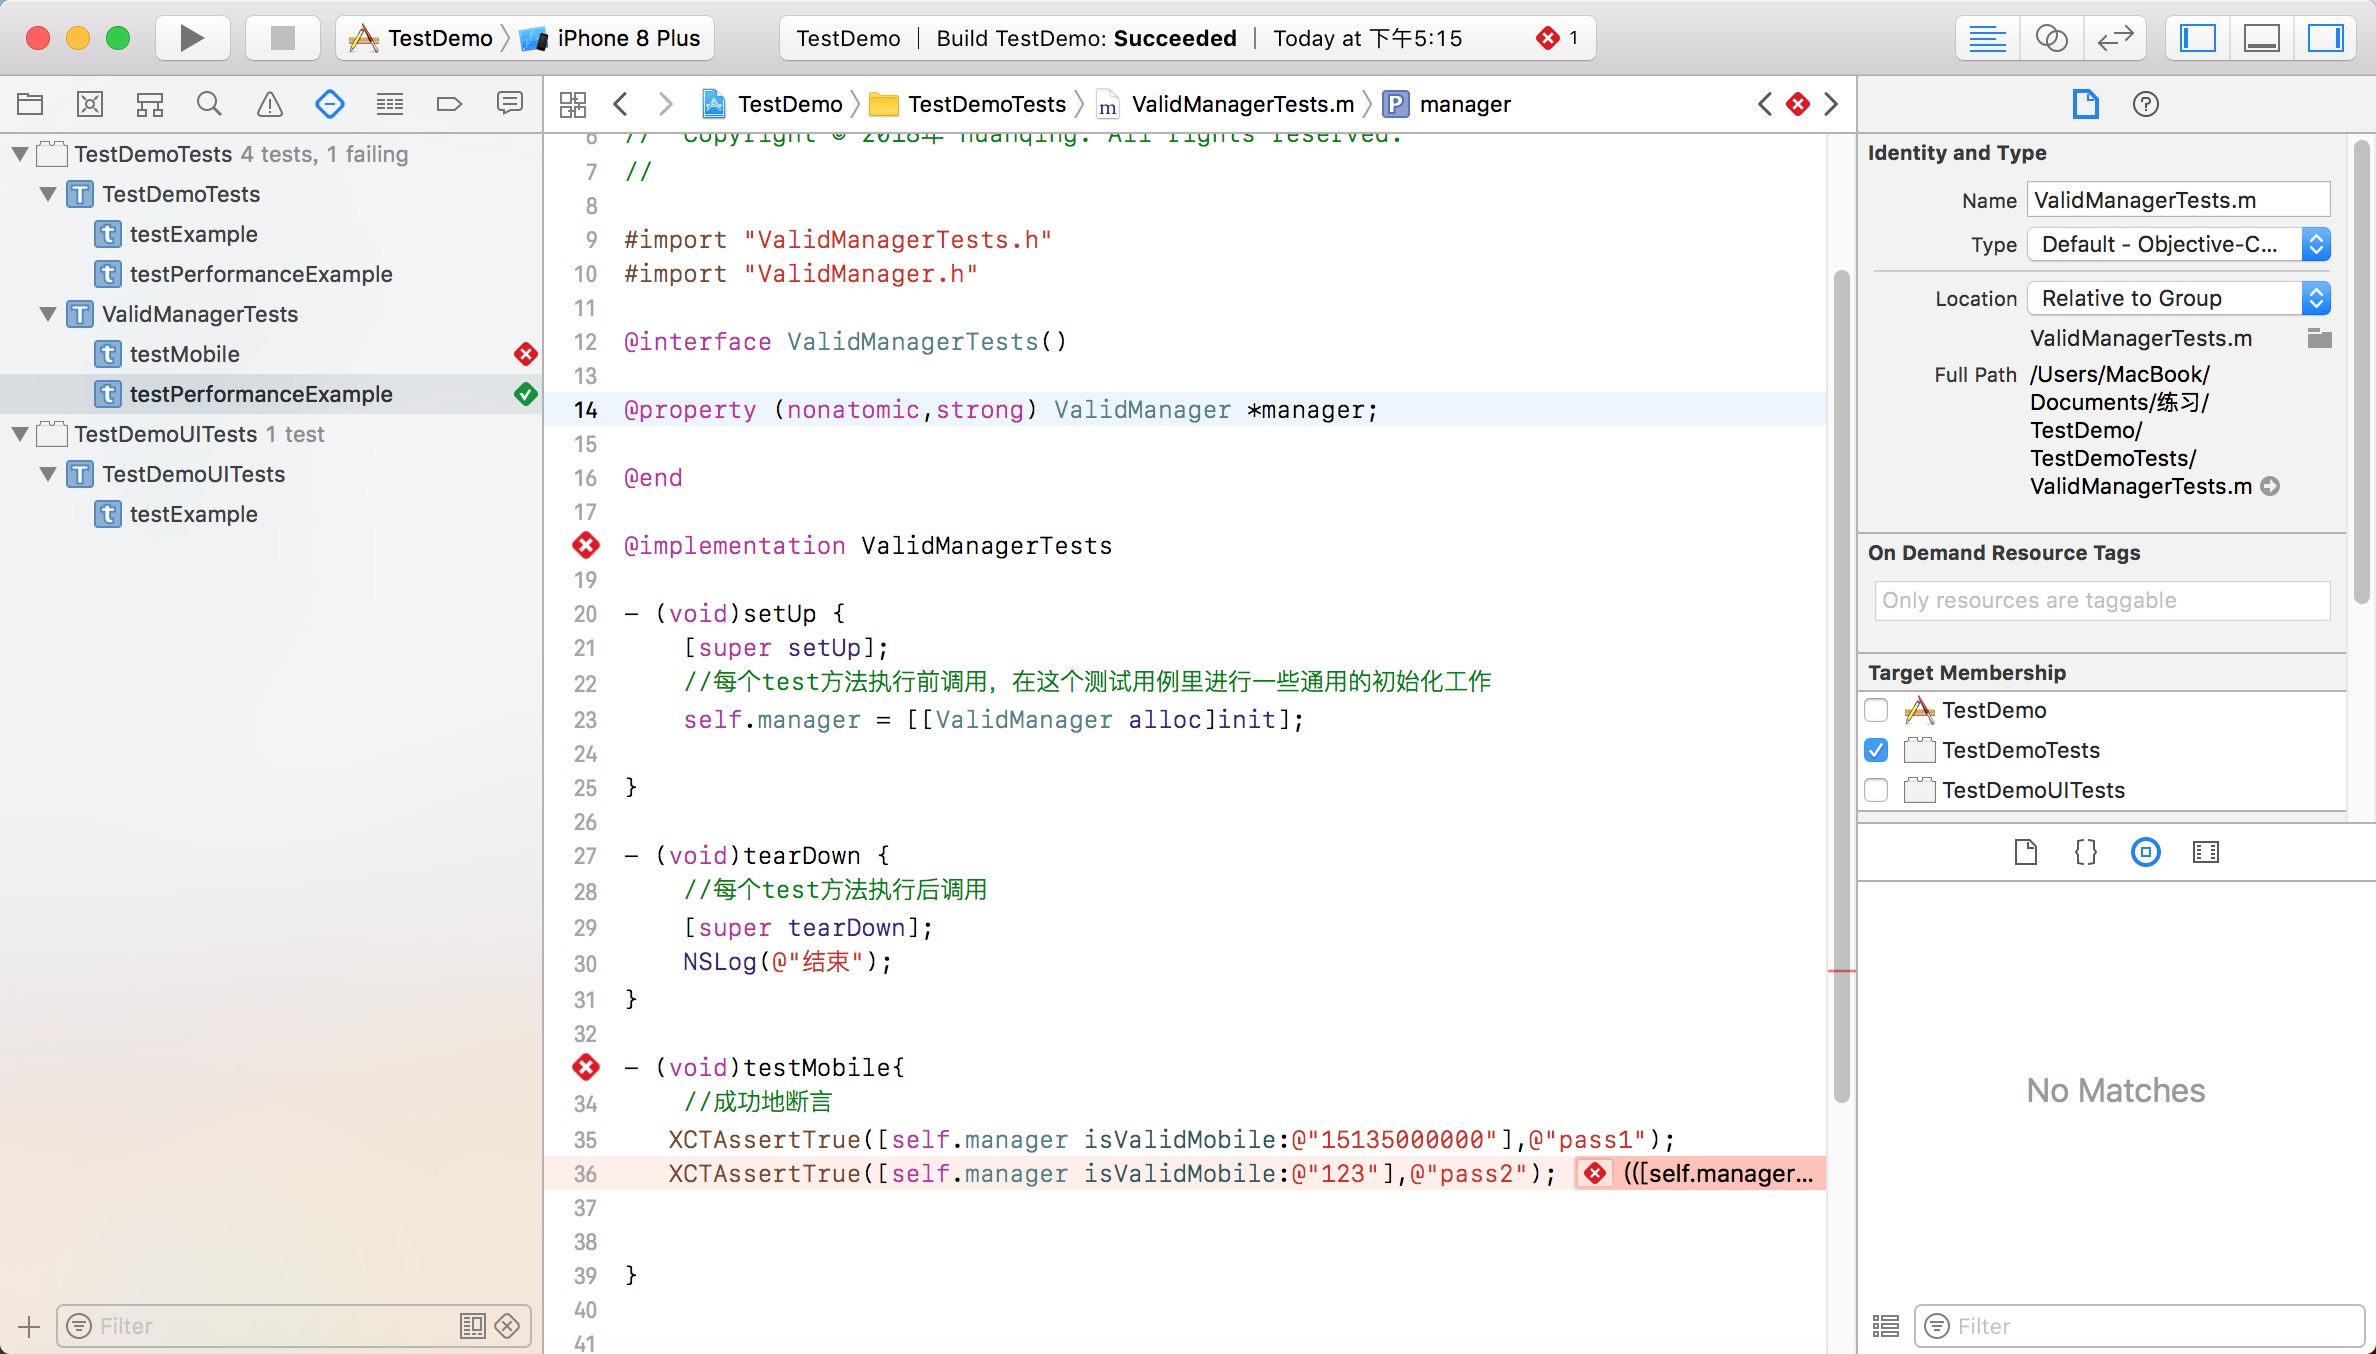 TestDemo
iPhone 8 Plus
TestDemo | Build TestDemo: Succeeded | Today at 下午5:15
1
TestDemoTests 4 tests, 1 failing
TestDemoTests
testExample
testPerformanceExample
ValidManagerTests
testMobile
testPerformanceExample
TestDemoUITests 1 test
TestDemoUITests
testExample
Filter
TestDemo
TestDemoTests
ValidManagerTests.m
manager
6 // Copyright © 2018年 huanqing. All rights reserved.
7 //
8
9 #import "ValidManagerTests.h"
10 #import "ValidManager.h"
11
12 @interface ValidManagerTests()
13
14 @property (nonatomic,strong) ValidManager *manager;
15
16 @end
17
@implementation ValidManagerTests
19
20 - (void)setUp {
21 [super setUp];
22 //每个test方法执行前调用，在这个测试用例里进行一些通用的初始化工作
23 self.manager = [[ValidManager alloc]init];
24
25 }
26
27 - (void)tearDown {
28 //每个test方法执行后调用
29 [super tearDown];
30 NSLog(@"结束");
31 }
32
- (void)testMobile{
34 //成功地断言
35 XCTAssertTrue([self.manager isValidMobile:@"15135000000"],@"pass1");
36 XCTAssertTrue([self.manager isValidMobile:@"123"],@"pass2"); (([self.manager...
37
38
39 }
40
41
Identity and Type
Name ValidManagerTests.m
Type Default - Objective-C...
Location Relative to Group
ValidManagerTests.m
Full Path /Users/MacBook/
Documents/练习/
TestDemo/
TestDemoTests/
ValidManagerTests.m
On Demand Resource Tags
Only resources are taggable
Target Membership
TestDemo
TestDemoTests
TestDemoUITests
No Matches
Filter